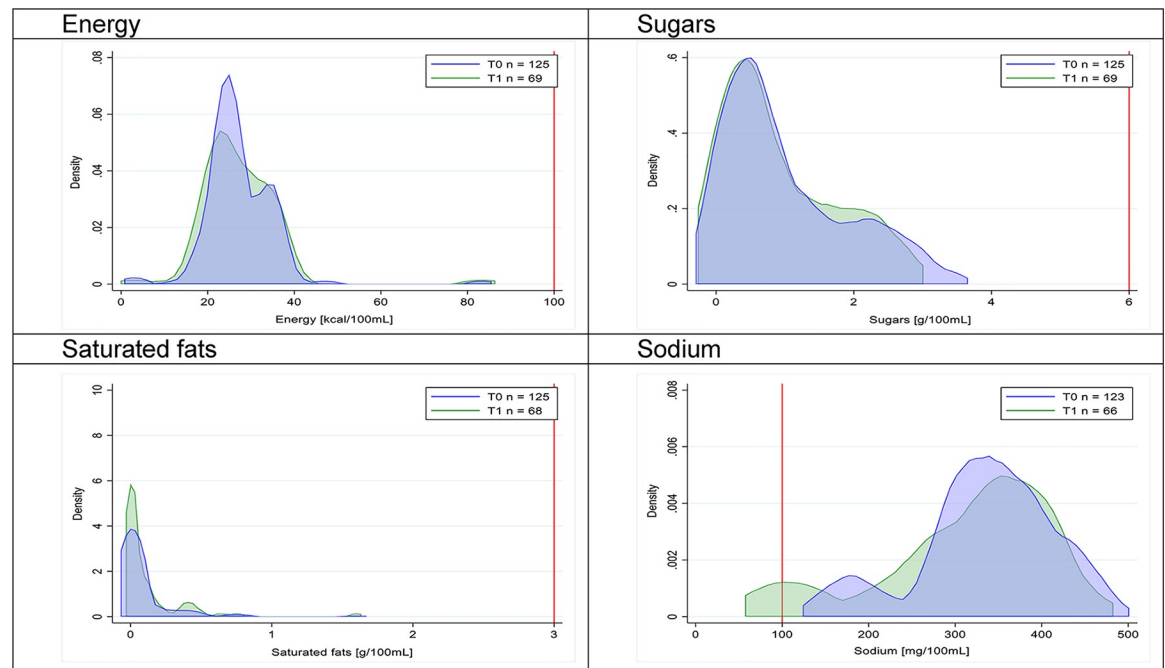 Energy
Sugars
T0 n = 125
T1 n = 69
.08
.06
.04
.02
0
Density
0 20 40 60 80 100
Energy [kcal/100mL]
T0 n = 125
T1 n = 69
.6
.4
.2
0
Density
0 2 4 6
Sugars [g/100mL]
Saturated fats
Sodium
T0 n = 125
T1 n = 68
10
8
6
4
2
0
Density
0 1 2 3
Saturated fats [g/100mL]
T0 n = 123
T1 n = 66
.008
.006
.004
.002
0
Density
0 100 200 300 400 500
Sodium [mg/100mL]